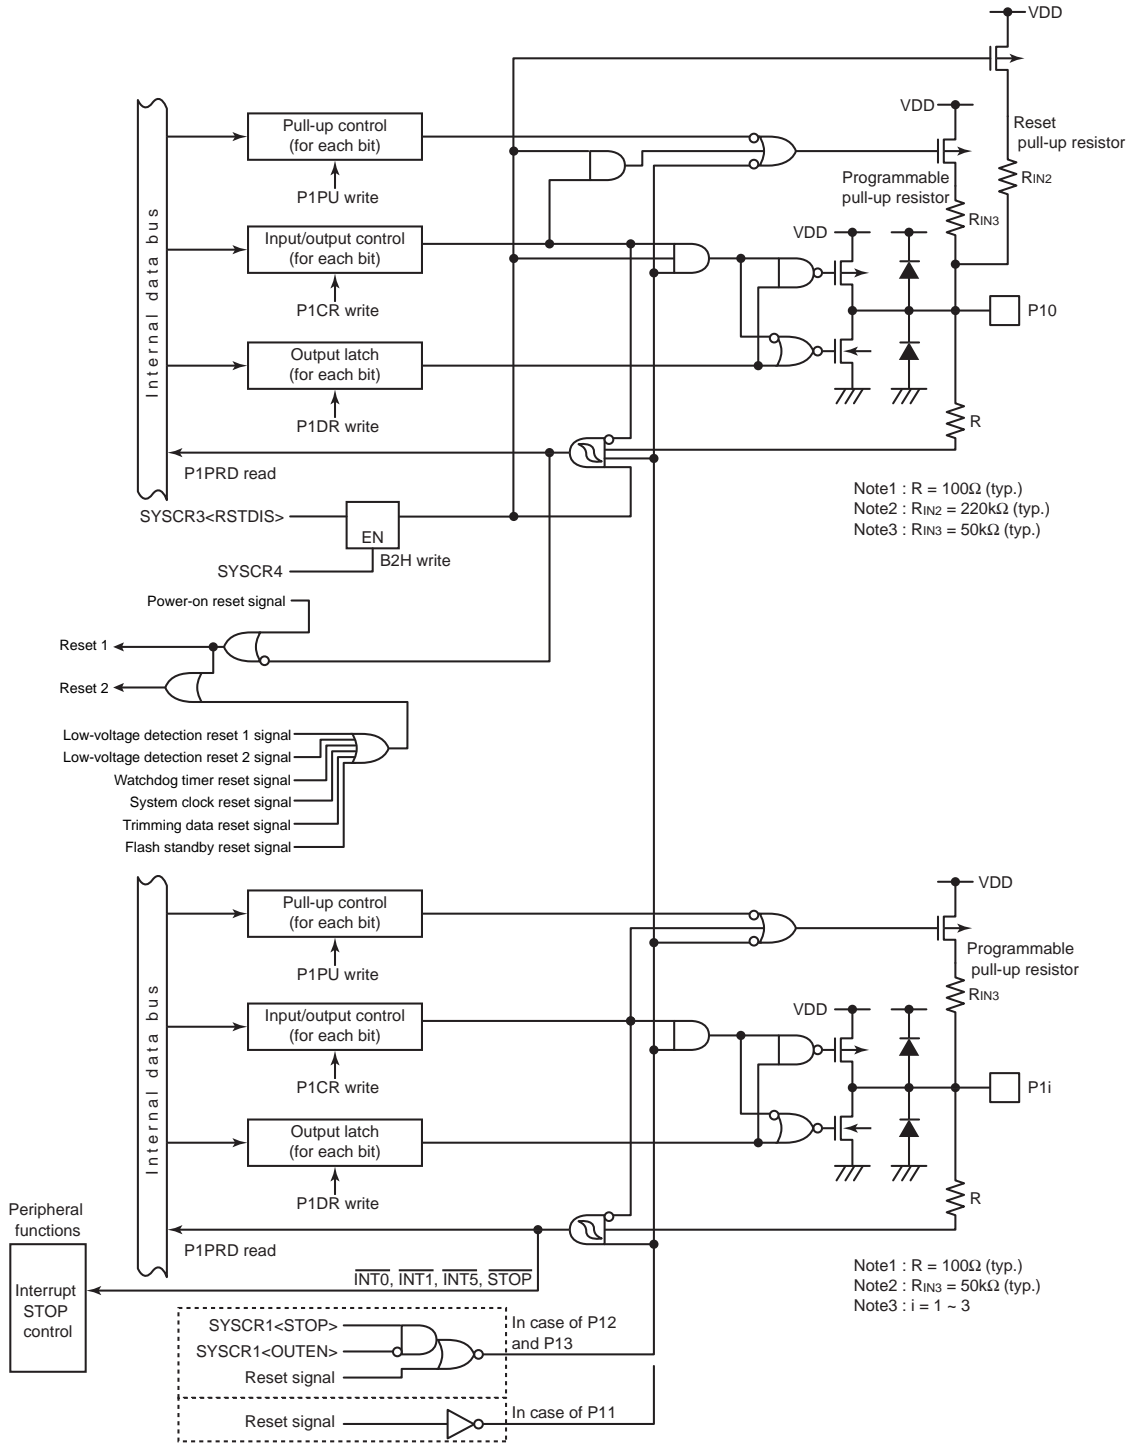 VDD
VDD
Reset
pull-up resistor
RIN2
Pull-up control
(for each bit)
P1PU write
Programmable
pull-up resistor
RIN3
Internal data bus
Input/output control
(for each bit)
P1CR write
VDD
P10
Output latch
(for each bit)
P1DR write
R
P1PRD read
Note1 : R = 100Ω (typ.)
Note2 : RIN2 = 220kΩ (typ.)
Note3 : RIN3 = 50kΩ (typ.)
SYSCR3<RSTDIS>
EN
B2H write
SYSCR4
Power-on reset signal
Reset 1
Reset 2
Low-voltage detection reset 1 signal
Low-voltage detection reset 2 signal
Watchdog timer reset signal
System clock reset signal
Trimming data reset signal
Flash standby reset signal
VDD
Pull-up control
(for each bit)
P1PU write
Programmable
pull-up resistor
RIN3
Internal data bus
Input/output control
(for each bit)
P1CR write
VDD
P1i
Output latch
(for each bit)
P1DR write
R
Peripheral
functions
P1PRD read
INT0, INT1, INT5, STOP
Interrupt
STOP
control
Note1 : R = 100Ω (typ.)
Note2 : RIN3 = 50kΩ (typ.)
Note3 : i = 1 ~ 3
SYSCR1<STOP>
SYSCR1<OUTEN>
Reset signal
In case of P12
and P13
Reset signal
In case of P11